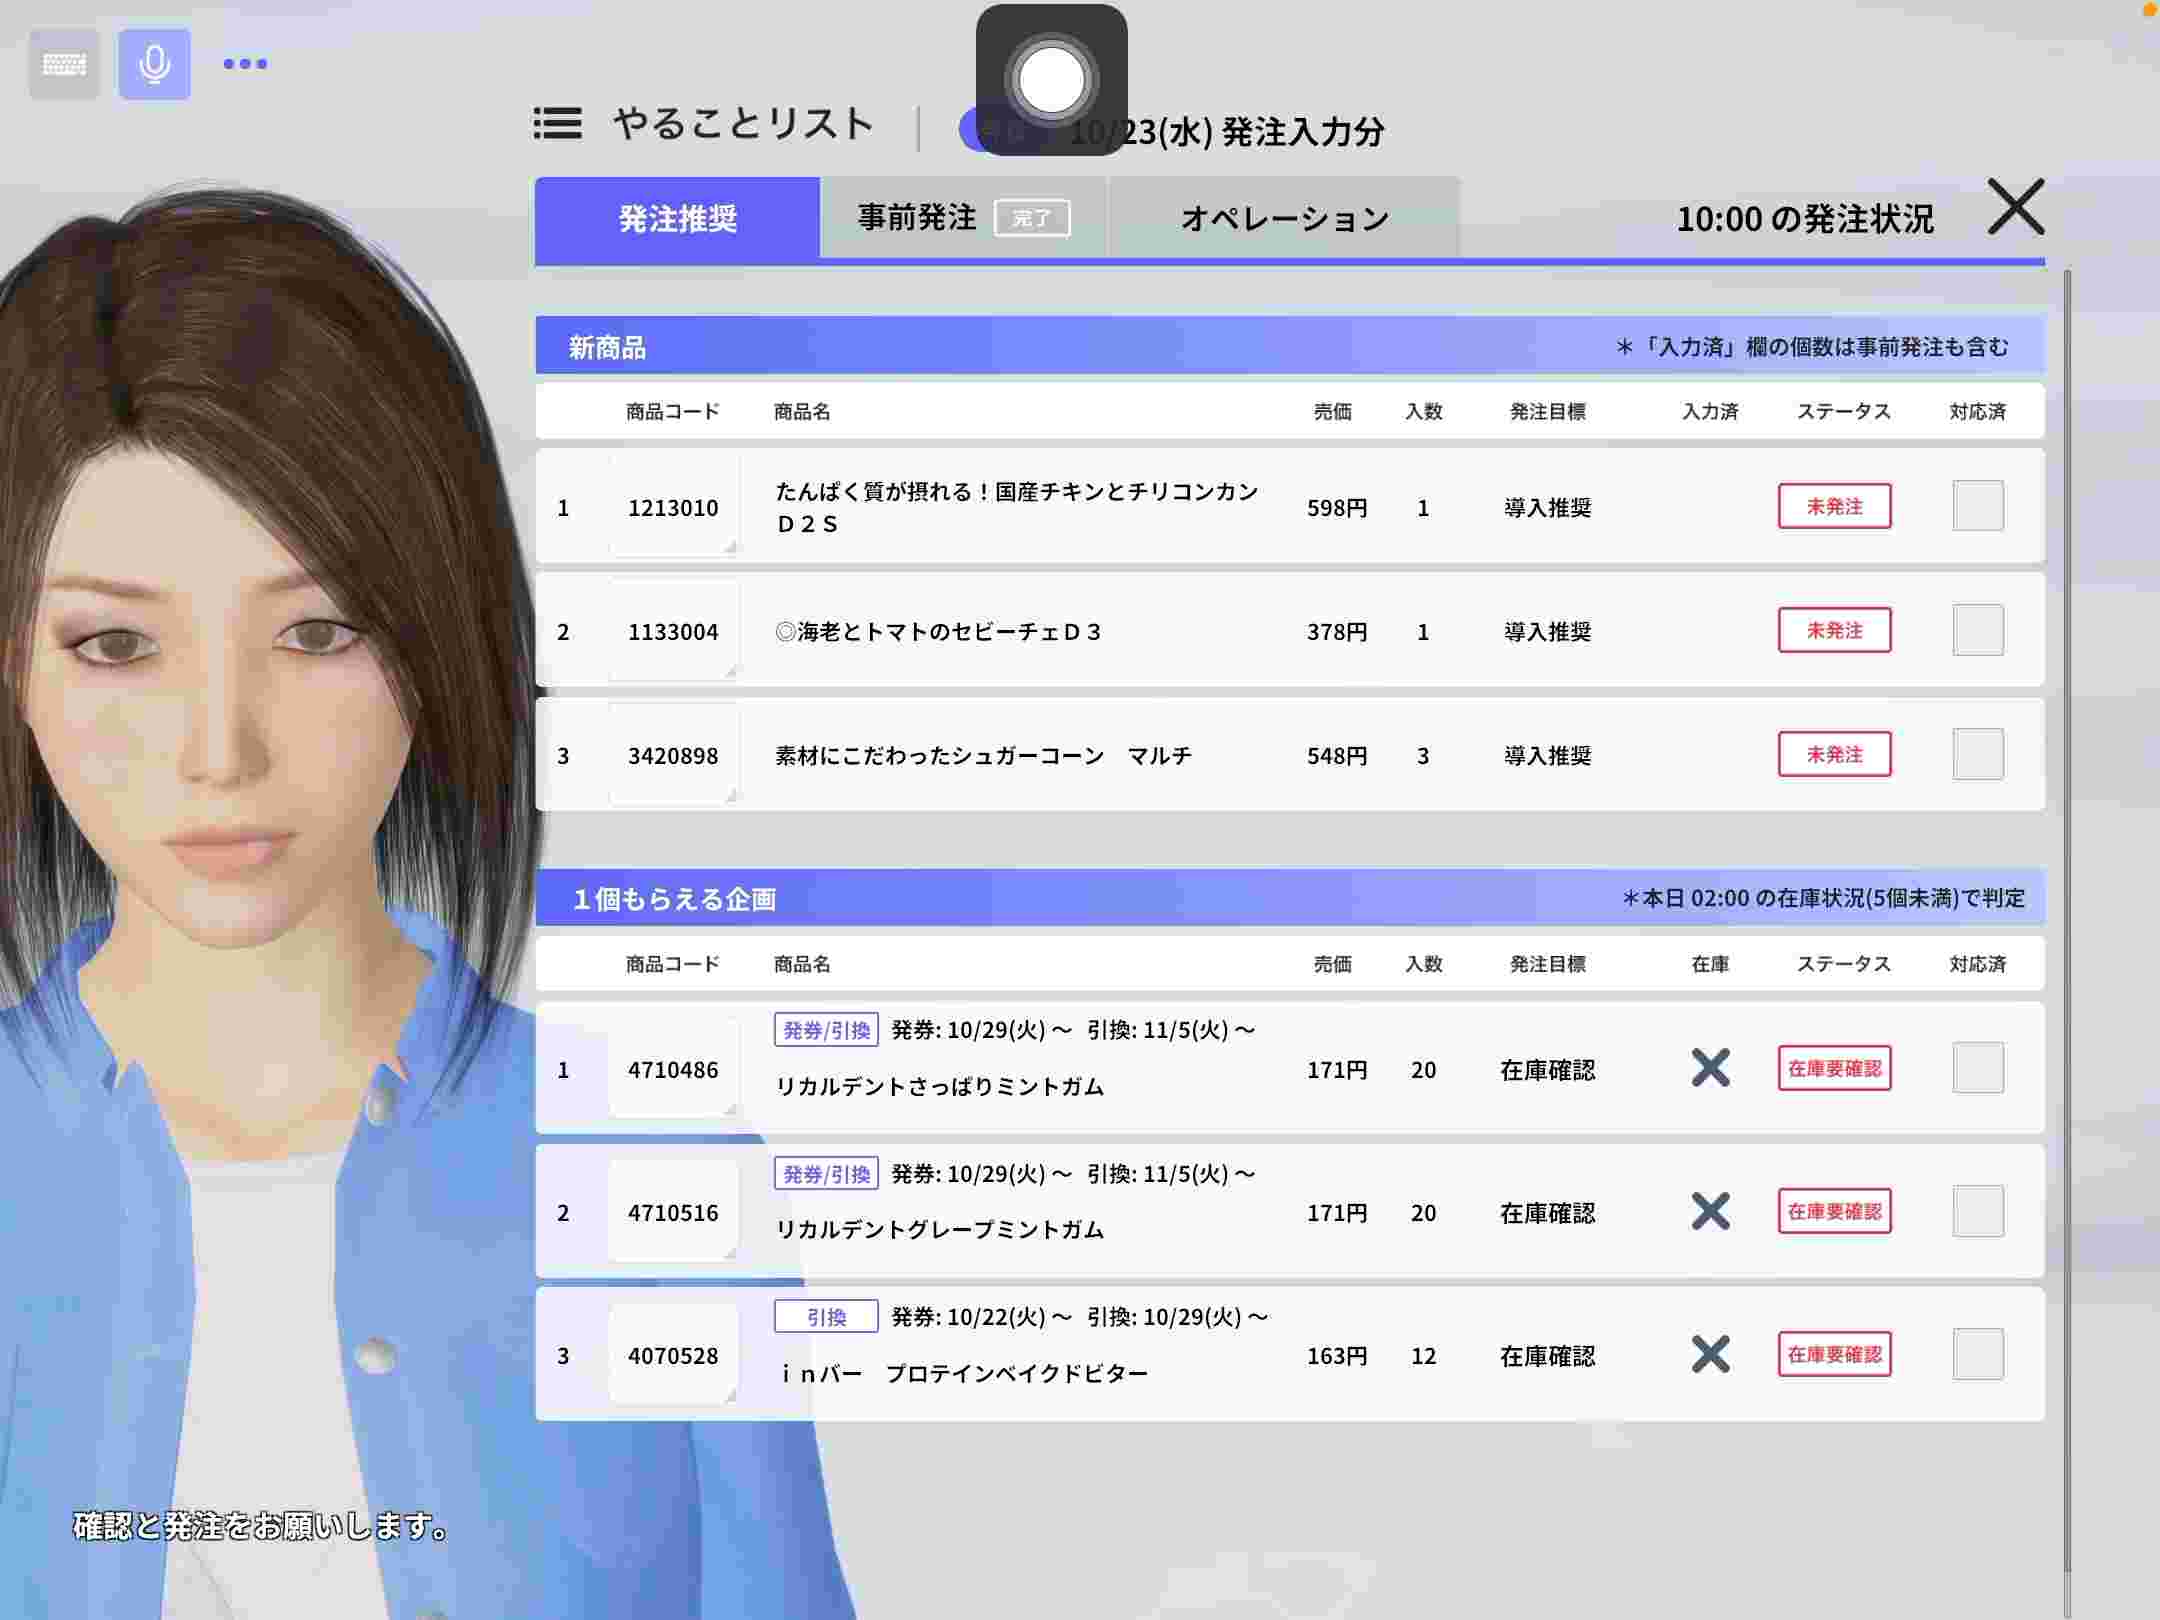 やることリスト
10/23(水) 発注入力分
発注推奨
事前発注 完了
オペレーション
10:00 の発注状況
新商品
＊「入力済」欄の個数は事前発注も含む
商品コード 商品名 売価 入数 発注目標 入力済 ステータス 対応済
1 1213010 たんぱく質が摂れる！国産チキンとチリコンカン
Ｄ２Ｓ
598円 1 導入推奨 未発注
2 1133004 ◎海老とトマトのセビーチェＤ３ 378円 1 導入推奨 未発注
3 3420898 素材にこだわったシュガーコーン　マルチ 548円 3 導入推奨 未発注
１個もらえる企画
＊本日 02:00 の在庫状況(5個未満)で判定
商品コード 商品名 売価 入数 発注目標 在庫 ステータス 対応済
発券/引換 発券: 10/29(火)～ 引換: 11/5(火)～
1 4710486 リカルデントさっぱりミントガム 171円 20 在庫確認 在庫要確認
発券/引換 発券: 10/29(火)～ 引換: 11/5(火)～
2 4710516 リカルデントグレープミントガム 171円 20 在庫確認 在庫要確認
引換 発券: 10/22(火)～ 引換: 10/29(火)～
3 4070528 ｉｎバー　プロテインベイクドビター 163円 12 在庫確認 在庫要確認
確認と発注をお願いします。